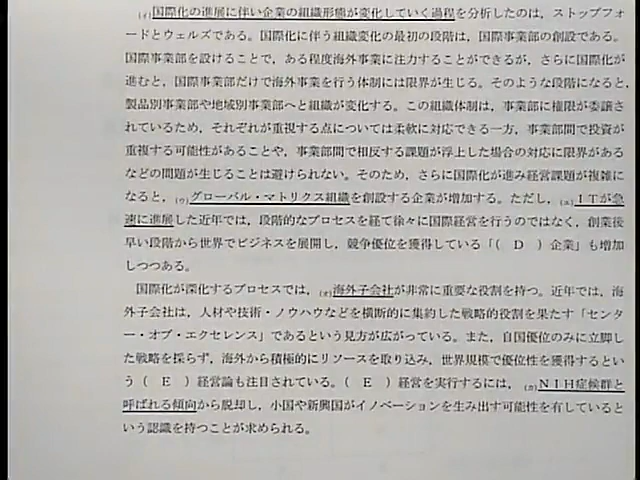 (イ)国際化の進展に伴い企業の組織形態が変化していく過程を分析したのは，ストップフォ
ードとウェルズである。国際化に伴う組織変化の最初の段階は，国際事業部の創設である。
国際事業部を設けることで，ある程度海外事業に注力することができるが，さらに国際化が
進むと，国際事業部だけで海外事業を行う体制には限界が生じる。そのような段階になると，
製品別事業部や地域別事業部へと組織が変化する。この組織体制は，事業部に権限が委譲さ
れているため，それぞれが重視する点については柔軟に対応できる一方，事業部間で投資が
重複する可能性があることや，事業部間で相反する課題が浮上した場合の対応に限界がある
などの問題が生じることは避けられない。そのため，さらに国際化が進み経営課題が複雑に
なると，(ウ)グローバル・マトリクス組織を創設する企業が増加する。ただし，(エ)ＩＴが急
速に進展した近年では，段階的なプロセスを経て徐々に国際経営を行うのではなく，創業後
早い段階から世界でビジネスを展開し，競争優位を獲得している「（　Ｄ　）企業」も増加
しつつある。
国際化が深化するプロセスでは，(オ)海外子会社が非常に重要な役割を持つ。近年では，海
外子会社は，人材や技術・ノウハウなどを横断的に集約した戦略的役割を果たす「センタ
ー・オブ・エクセレンス」であるという見方が広がっている。また，自国優位のみに立脚し
た戦略を採らず，海外から積極的にリソースを取り込み，世界規模で優位性を獲得するとい
う（　Ｅ　）経営論も注目されている。（　Ｅ　）経営を実行するには，(カ)ＮＩＨ症候群と
呼ばれる傾向から脱却し，小国や新興国がイノベーションを生み出す可能性を有していると
いう認識を持つことが求められる。